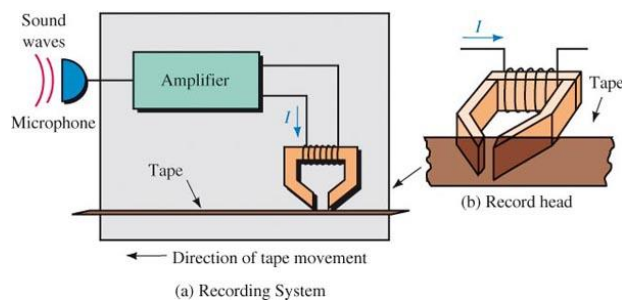 Sound
waves
Microphone
Amplifier
I
Tape
Direction of tape movement
(a) Recording System
I
Tape
(b) Record head